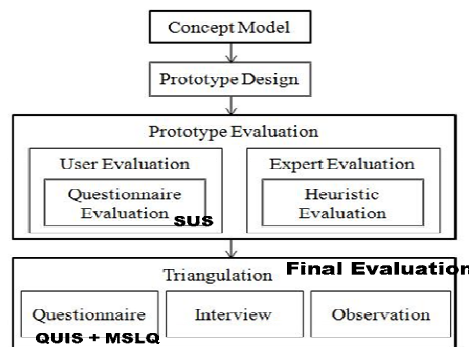 Concept Model
Prototype Design
Prototype Evaluation
User Evaluation
Questionnaire
Evaluation
SUS
Expert Evaluation
Heuristic
Evaluation
Triangulation
Final Evaluation
Questionnaire
QUIS + MSLQ
Interview
Observation